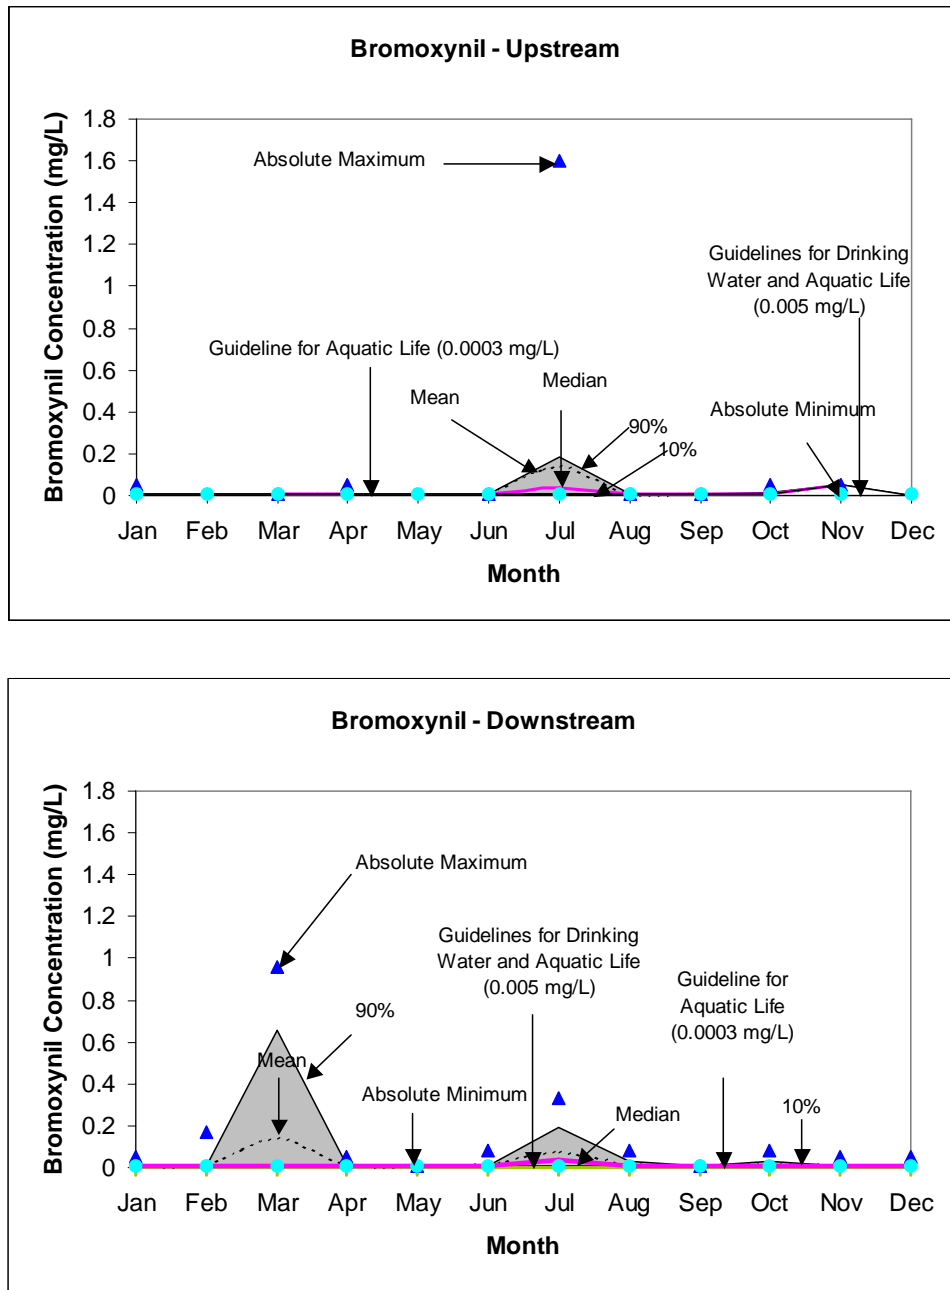 Bromoxynil - Upstream
Bromoxynil Concentration (mg/L)
1.8
1.6
1.4
1.2
1
0.8
0.6
0.4
0.2
0
Absolute Maximum
Guidelines for Drinking
Water and Aquatic Life
(0.005 mg/L)
Guideline for Aquatic Life (0.0003 mg/L)
Median
Mean
Absolute Minimum
90%
10%
Jan Feb Mar Apr May Jun Jul Aug Sep Oct Nov Dec
Month
Bromoxynil - Downstream
Bromoxynil Concentration (mg/L)
1.8
1.6
1.4
1.2
1
0.8
0.6
0.4
0.2
0
Absolute Maximum
Guidelines for Drinking
Water and Aquatic Life
(0.005 mg/L)
Guideline for
Aquatic Life
(0.0003 mg/L)
90%
Mean
Absolute Minimum
Median
10%
Jan Feb Mar Apr May Jun Jul Aug Sep Oct Nov Dec
Month